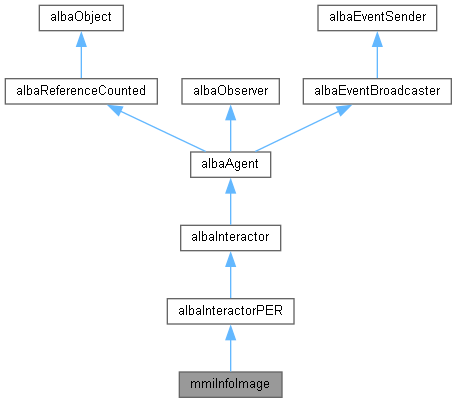 albaObject
albaEventSender
albaReferenceCounted
albaObserver
albaEventBroadcaster
albaAgent
albaInteractor
albaInteractorPER
mmiInfoImage